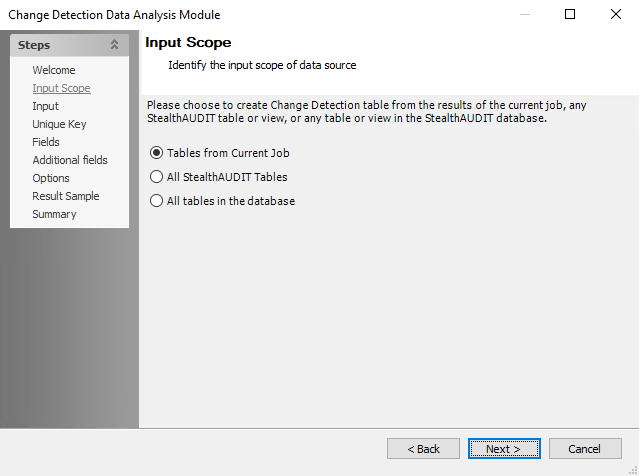 Change Detection Data Analysis Module
Steps
Welcome
Input Scope
Input
Unique Key
Fields
Additional fields
Options
Result Sample
Summary
Input Scope
Identify the input scope of data source
Please choose to create Change Detection table from the results of the current job, any
StealthAUDIT table or view, or any table or view in the StealthAUDIT database.
Tables from Current Job
All StealthAUDIT Tables
All tables in the database
< Back
Next >
Cancel